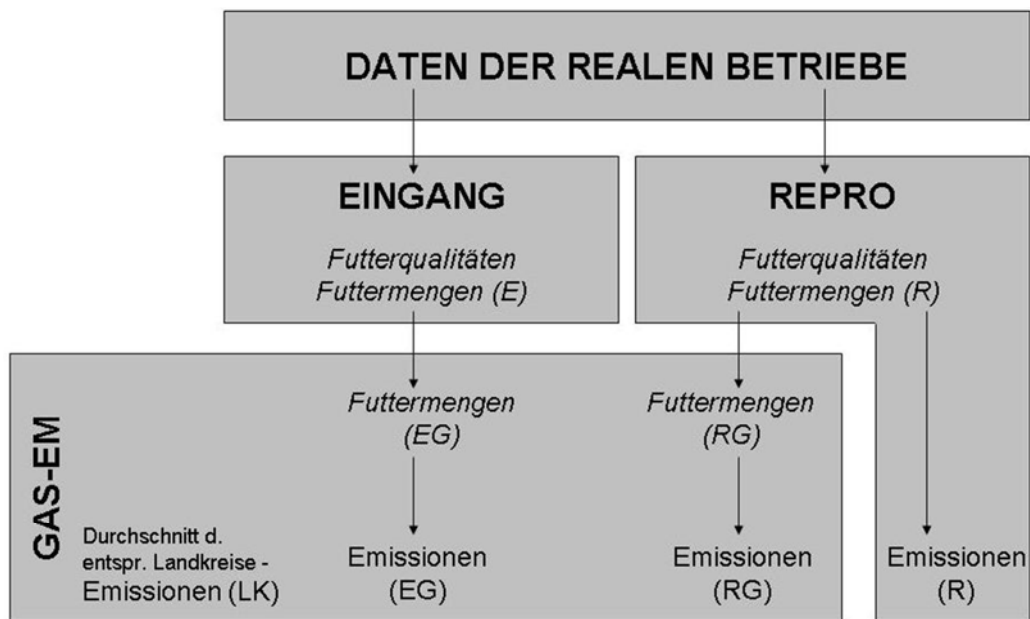 DATEN DER REALEN BETRIEBE
EINGANG
Futterqualitäten
Futtermengen (E)
REPRO
Futterqualitäten
Futtermengen (R)
GAS-EM
Futtermengen
(EG)
Futtermengen
(RG)
Durchschnitt d.
entspr. Landkreise -
Emissionen (LK)
Emissionen
(EG)
Emissionen
(RG)
Emissionen
(R)